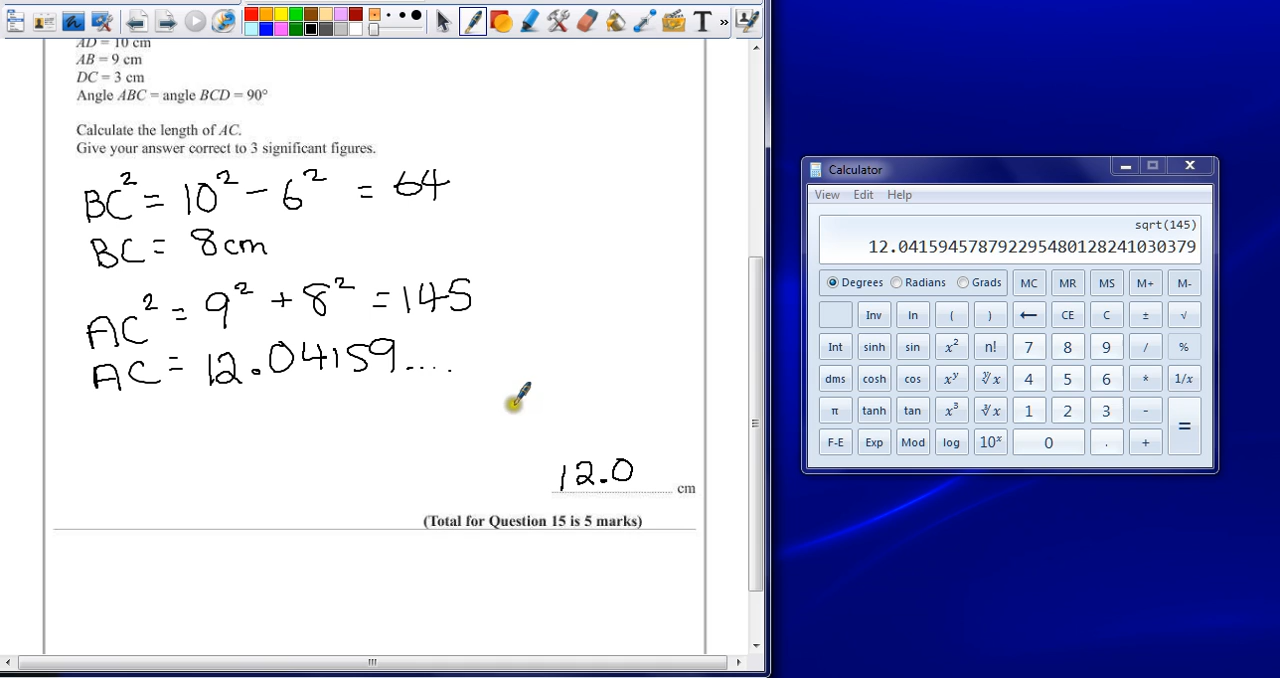 AD = 10 cm
AB = 9 cm
DC = 3 cm
Angle ABC = angle BCD = 90°
Calculate the length of AC.
Give your answer correct to 3 significant figures.
BC² = 10² − 6² = 64
BC = 8cm
AC² = 9² + 8² = 145
AC = 12.04159....
12.0
cm
(Total for Question 15 is 5 marks)
T »
Calculator
View Edit Help
sqrt(145)
12.041594578792295480128241030379
Degrees Radians Grads MC MR MS M+ M-
Inv ln ( ) ← CE C ± √
Int sinh sin x² n! 7 8 9 / %
dms cosh cos xʸ ʸ√x 4 5 6 * 1/x
π tanh tan x³ ³√x 1 2 3 - =
F-E Exp Mod log 10ˣ 0 . +